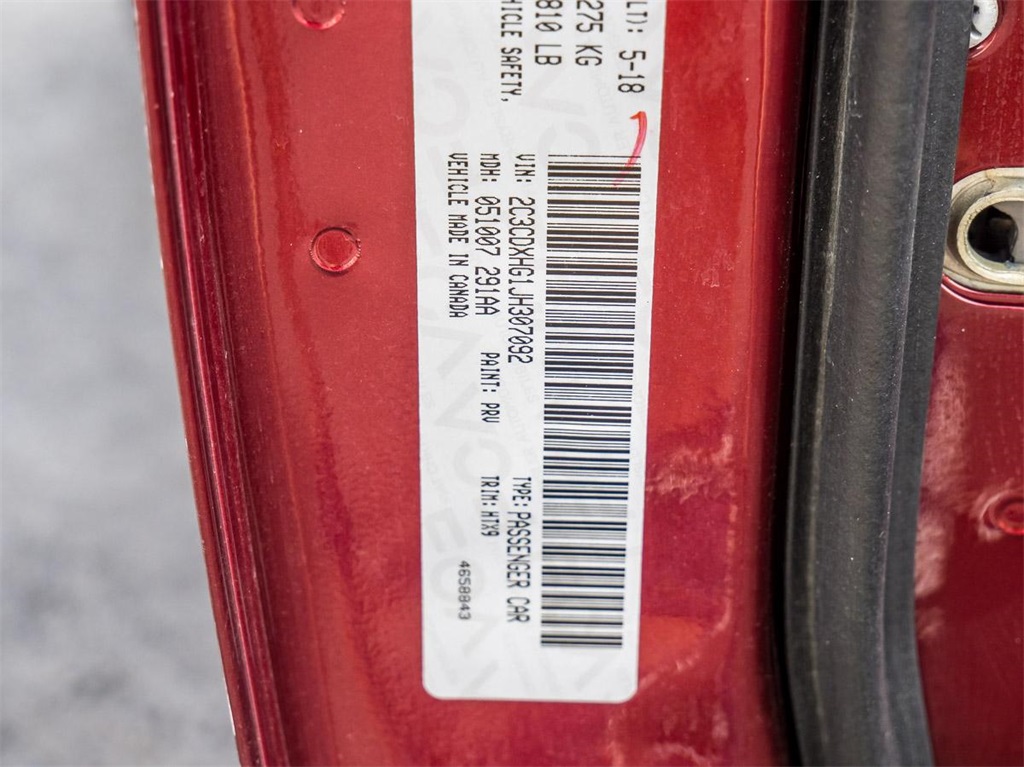 LT): 5-18
275 KG
810 LB
HICLE SAFETY,
VIN: 2C3CDXHG1JH307092 TYPE: PASSENGER CAR
MDH: 051007 291AA PAINT: PRV TRIM: HTX9
VEHICLE MADE IN CANADA
4658843